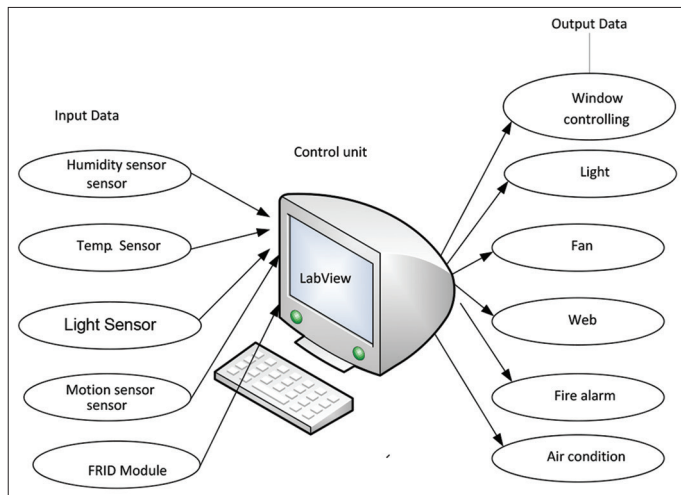 Output Data
Window
controlling
Input Data
Control unit
Humidity sensor
sensor
Light
Temp. Sensor
LabView
Fan
Light Sensor
Web
Motion sensor
sensor
Fire alarm
FRID Module
Air condition